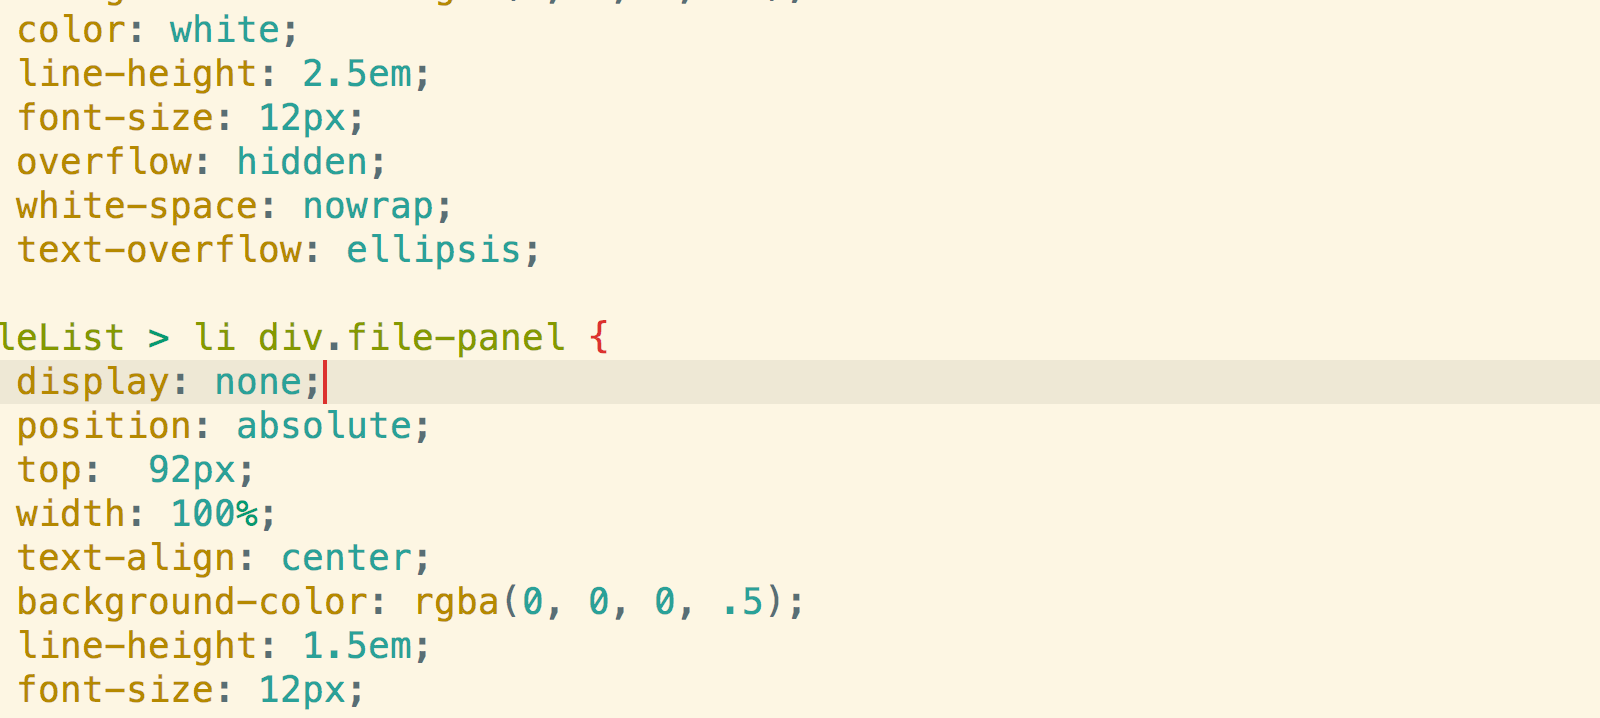 color: white;
line-height: 2.5em;
font-size: 12px;
overflow: hidden;
white-space: nowrap;
text-overflow: ellipsis;
leList > li div.file-panel {
display: none;
position: absolute;
top:  92px;
width: 100%;
text-align: center;
background-color: rgba(0, 0, 0, .5);
line-height: 1.5em;
font-size: 12px;